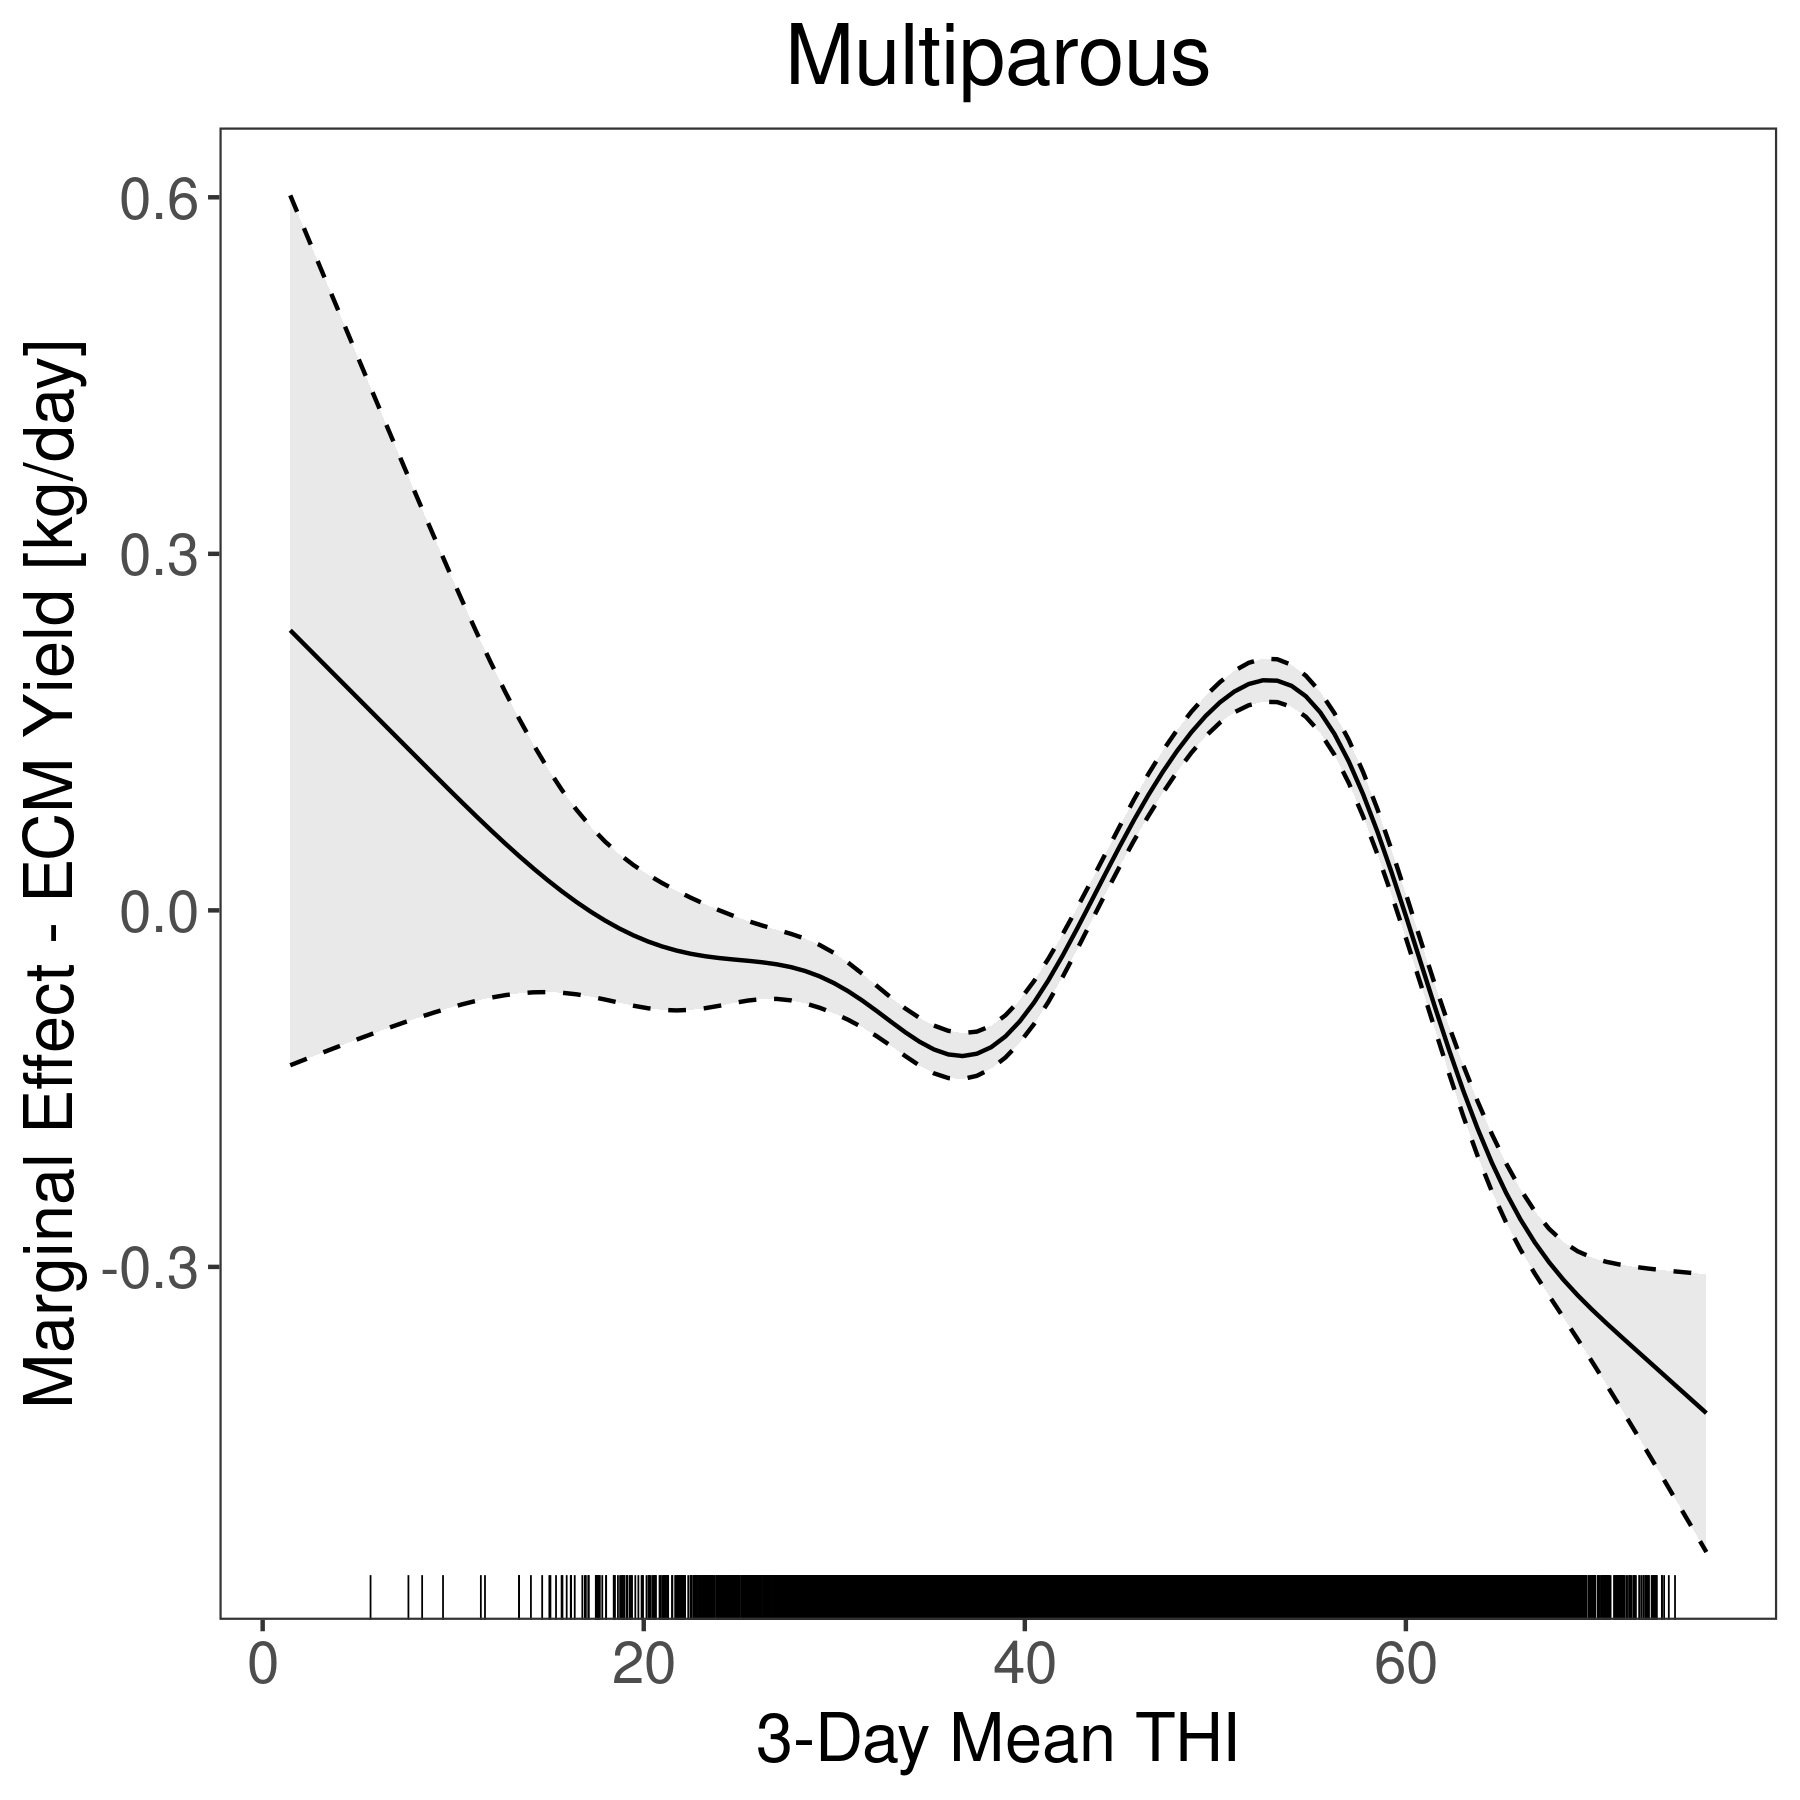 Multiparous
Marginal Effect - ECM Yield [kg/day]
0.6
0.3
0.0
-0.3
0 20 40 60
3-Day Mean THI